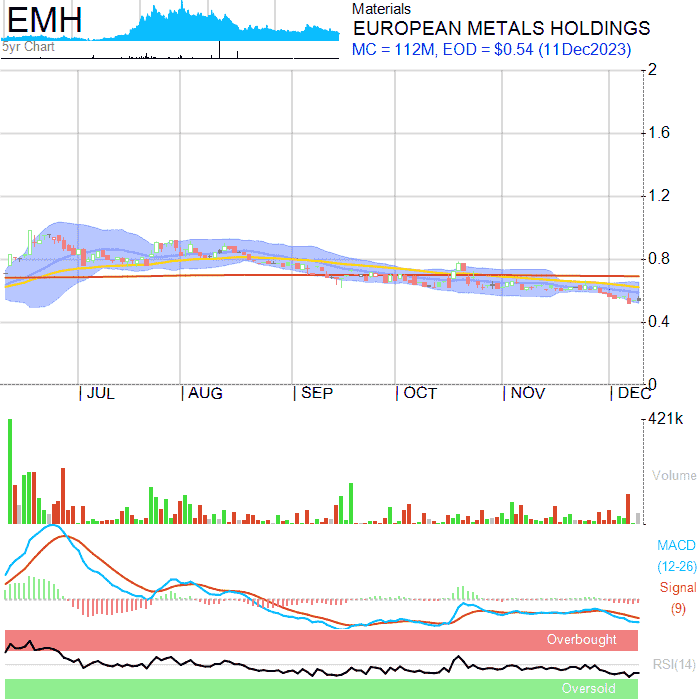 EMH
5yr Chart
Materials
EUROPEAN METALS HOLDINGS
MC = 112M, EOD = $0.54 (11Dec2023)
2
1.6
1.2
0.8
0.4
0
JUL AUG SEP OCT NOV DEC
421k
Volume
MACD
(12-26)
Signal
(9)
Overbought
RSI(14)
Oversold